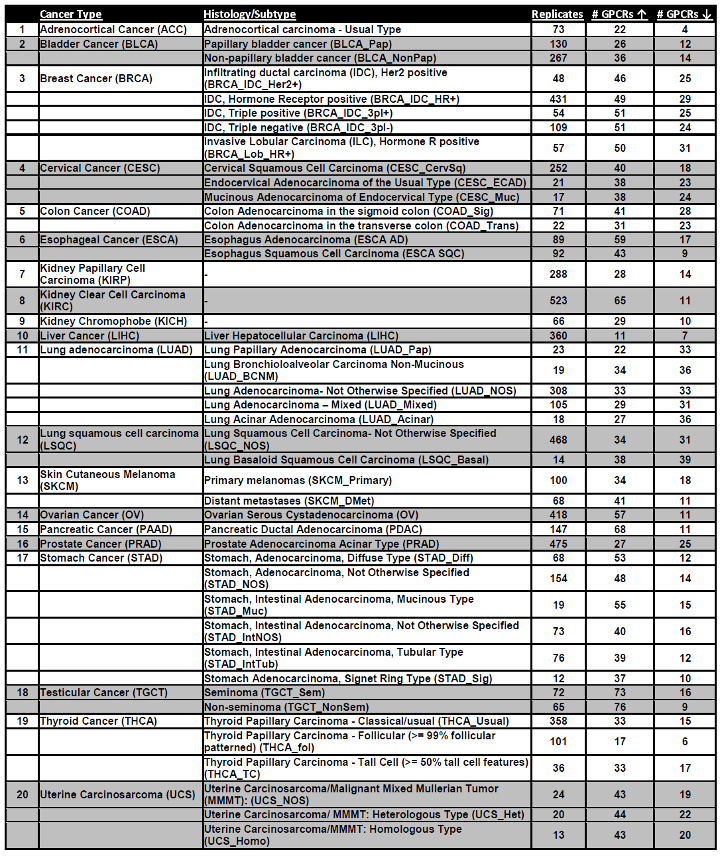 Cancer Type Histology/Subtype Replicates # GPCRs ↑ # GPCRs ↓
1 Adrenocortical Cancer (ACC) Adrenocortical carcinoma - Usual Type 73 22 4
2 Bladder Cancer (BLCA) Papillary bladder cancer (BLCA_Pap) 130 26 12
Non-papillary bladder cancer (BLCA_NonPap) 267 36 14
3 Breast Cancer (BRCA) Infiltrating ductal carcinoma (IDC), Her2 positive
(BRCA_IDC_Her2+) 48 46 25
IDC, Hormone Receptor positive (BRCA_IDC_HR+) 431 49 29
IDC, Triple positive (BRCA_IDC_3pl+) 54 51 25
IDC, Triple negative (BRCA_IDC_3pl-) 109 51 24
Invasive Lobular Carcinoma (ILC), Hormone R positive
(BRCA_Lob_HR+) 57 50 31
4 Cervical Cancer (CESC) Cervical Squamous Cell Carcinoma (CESC_CervSq) 252 40 18
Endocervical Adenocarcinoma of the Usual Type (CESC_ECAD) 21 38 23
Mucinous Adenocarcinoma of Endocervical Type (CESC_Muc) 17 38 24
5 Colon Cancer (COAD) Colon Adenocarcinoma in the sigmoid colon (COAD_Sig) 71 41 28
Colon Adenocarcinoma in the transverse colon (COAD_Trans) 22 31 23
6 Esophageal Cancer (ESCA) Esophagus Adenocarcinoma (ESCA AD) 89 59 17
Esophagus Squamous Cell Carcinoma (ESCA SQC) 92 43 9
7 Kidney Papillary Cell
Carcinoma (KIRP) - 288 28 14
8 Kidney Clear Cell Carcinoma
(KIRC) - 523 65 11
9 Kidney Chromophobe (KICH) - 66 29 10
10 Liver Cancer (LIHC) Liver Hepatocellular Carcinoma (LIHC) 360 11 7
11 Lung adenocarcinoma (LUAD) Lung Papillary Adenocarcinoma (LUAD_Pap) 23 22 33
Lung Bronchioloalveolar Carcinoma Non-Mucinous
(LUAD_BCNM) 19 34 36
Lung Adenocarcinoma- Not Otherwise Specified (LUAD_NOS) 308 33 33
Lung Adenocarcinoma – Mixed (LUAD_Mixed) 105 29 31
Lung Acinar Adenocarcinoma (LUAD_Acinar) 18 27 36
12 Lung squamous cell carcinoma
(LSQC) Lung Squamous Cell Carcinoma- Not Otherwise Specified
(LSQC_NOS) 468 34 31
Lung Basaloid Squamous Cell Carcinoma (LSQC_Basal) 14 38 39
13 Skin Cutaneous Melanoma
(SKCM) Primary melanomas (SKCM_Primary) 100 34 18
Distant metastases (SKCM_DMet) 68 41 11
14 Ovarian Cancer (OV) Ovarian Serous Cystadenocarcinoma (OV) 418 57 11
15 Pancreatic Cancer (PAAD) Pancreatic Ductal Adenocarcinoma (PDAC) 147 68 11
16 Prostate Cancer (PRAD) Prostate Adenocarcinoma Acinar Type (PRAD) 475 27 25
17 Stomach Cancer (STAD) Stomach, Adenocarcinoma, Diffuse Type (STAD_Diff) 68 53 12
Stomach, Adenocarcinoma, Not Otherwise Specified
(STAD_NOS) 154 48 14
Stomach, Intestinal Adenocarcinoma, Mucinous Type
(STAD_Muc) 19 55 15
Stomach, Intestinal Adenocarcinoma, Not Otherwise Specified
(STAD_IntNOS) 73 40 16
Stomach, Intestinal Adenocarcinoma, Tubular Type
(STAD_IntTub) 76 39 12
Stomach Adenocarcinoma, Signet Ring Type (STAD_Sig) 12 37 10
18 Testicular Cancer (TGCT) Seminoma (TGCT_Sem) 72 73 16
Non-seminoma (TGCT_NonSem) 65 76 9
19 Thyroid Cancer (THCA) Thyroid Papillary Carcinoma - Classical/usual (THCA_Usual) 358 33 15
Thyroid Papillary Carcinoma - Follicular (>= 99% follicular
patterned) (THCA_fol) 101 17 6
Thyroid Papillary Carcinoma - Tall Cell (>= 50% tall cell features)
(THCA_TC) 36 33 17
20 Uterine Carcinosarcoma (UCS) Uterine Carcinosarcoma/Malignant Mixed Mullerian Tumor
(MMMT): (UCS_NOS) 24 43 19
Uterine Carcinosarcoma/ MMMT: Heterologous Type (UCS_Het) 20 44 22
Uterine Carcinosarcoma/MMMT: Homologous Type
(UCS_Homo) 13 43 20